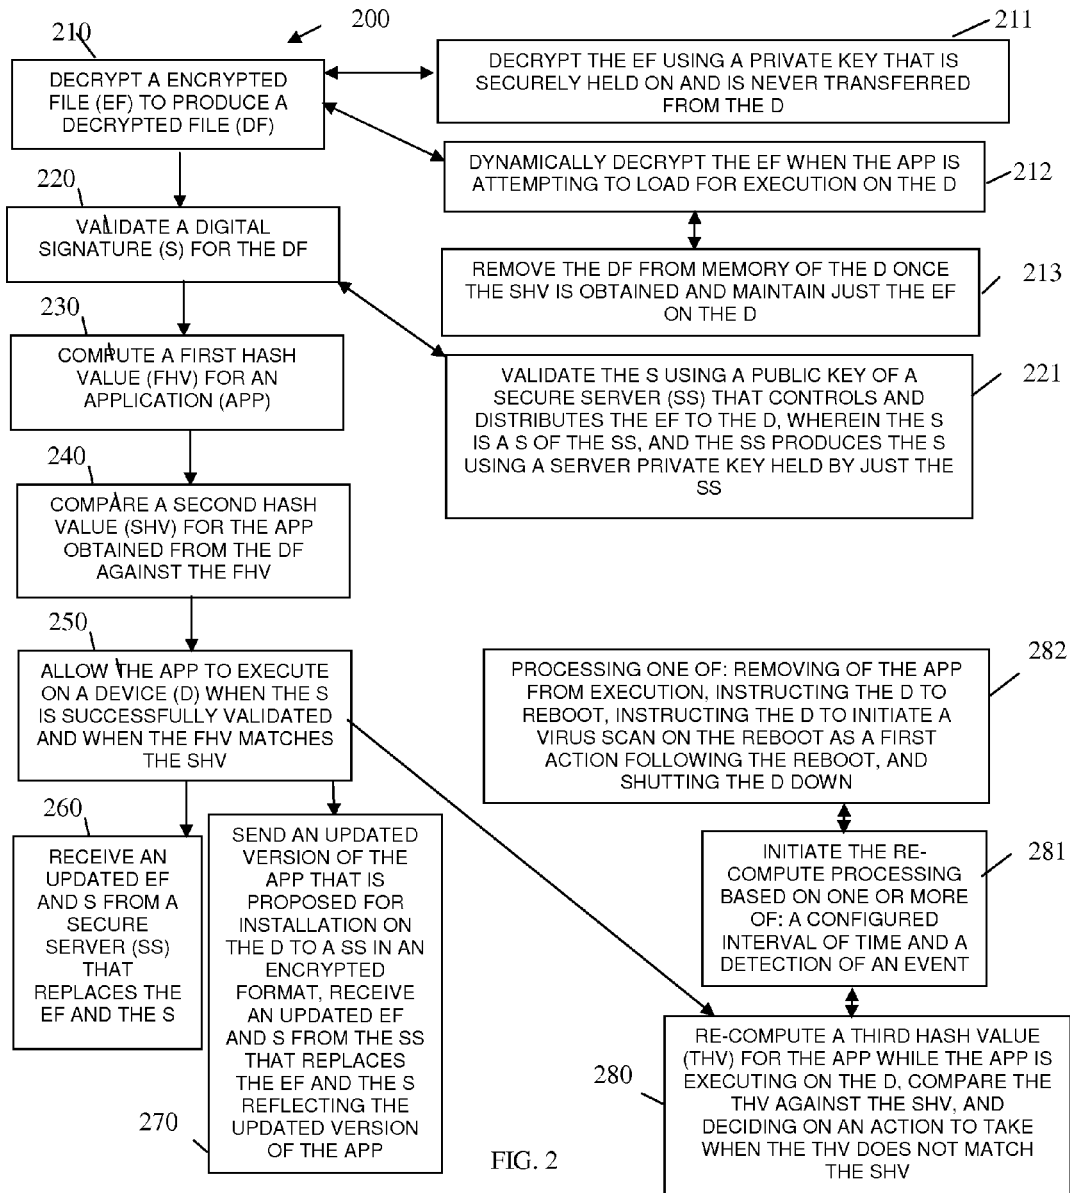 200
210
DECRYPT A ENCRYPTED
FILE (EF) TO PRODUCE A
DECRYPTED FILE (DF)
211
DECRYPT THE EF USING A PRIVATE KEY THAT IS
SECURELY HELD ON AND IS NEVER TRANSFERRED
FROM THE D
DYNAMICALLY DECRYPT THE EF WHEN THE APP IS
ATTEMPTING TO LOAD FOR EXECUTION ON THE D
212
REMOVE THE DF FROM MEMORY OF THE D ONCE
THE SHV IS OBTAINED AND MAINTAIN JUST THE EF
ON THE D
213
220
VALIDATE A DIGITAL
SIGNATURE (S) FOR THE DF
VALIDATE THE S USING A PUBLIC KEY OF A
SECURE SERVER (SS) THAT CONTROLS AND
DISTRIBUTES THE EF TO THE D, WHEREIN THE S
IS A S OF THE SS, AND THE SS PRODUCES THE S
USING A SERVER PRIVATE KEY HELD BY JUST THE
SS
221
230
COMPUTE A FIRST HASH
VALUE (FHV) FOR AN
APPLICATION (APP)
240
COMPARE A SECOND HASH
VALUE (SHV) FOR THE APP
OBTAINED FROM THE DF
AGAINST THE FHV
250
ALLOW THE APP TO EXECUTE
ON A DEVICE (D) WHEN THE S
IS SUCCESSFULLY VALIDATED
AND WHEN THE FHV MATCHES
THE SHV
260
RECEIVE AN
UPDATED EF
AND S FROM A
SECURE
SERVER (SS)
THAT
REPLACES THE
EF AND THE S
SEND AN UPDATED
VERSION OF THE
APP THAT IS
PROPOSED FOR
INSTALLATION ON
THE D TO A SS IN AN
ENCRYPTED
FORMAT, RECEIVE
AN UPDATED EF
AND S FROM THE SS
THAT REPLACES
THE EF AND THE S
REFLECTING THE
UPDATED VERSION
OF THE APP
270
282
PROCESSING ONE OF: REMOVING OF THE APP
FROM EXECUTION, INSTRUCTING THE D TO
REBOOT, INSTRUCTING THE D TO INITIATE A
VIRUS SCAN ON THE REBOOT AS A FIRST
ACTION FOLLOWING THE REBOOT, AND
SHUTTING THE D DOWN
281
INITIATE THE RE-
COMPUTE PROCESSING
BASED ON ONE OR MORE
OF: A CONFIGURED
INTERVAL OF TIME AND A
DETECTION OF AN EVENT
280
RE-COMPUTE A THIRD HASH VALUE
(THV) FOR THE APP WHILE THE APP IS
EXECUTING ON THE D, COMPARE THE
THV AGAINST THE SHV, AND
DECIDING ON AN ACTION TO TAKE
WHEN THE THV DOES NOT MATCH
THE SHV
FIG. 2